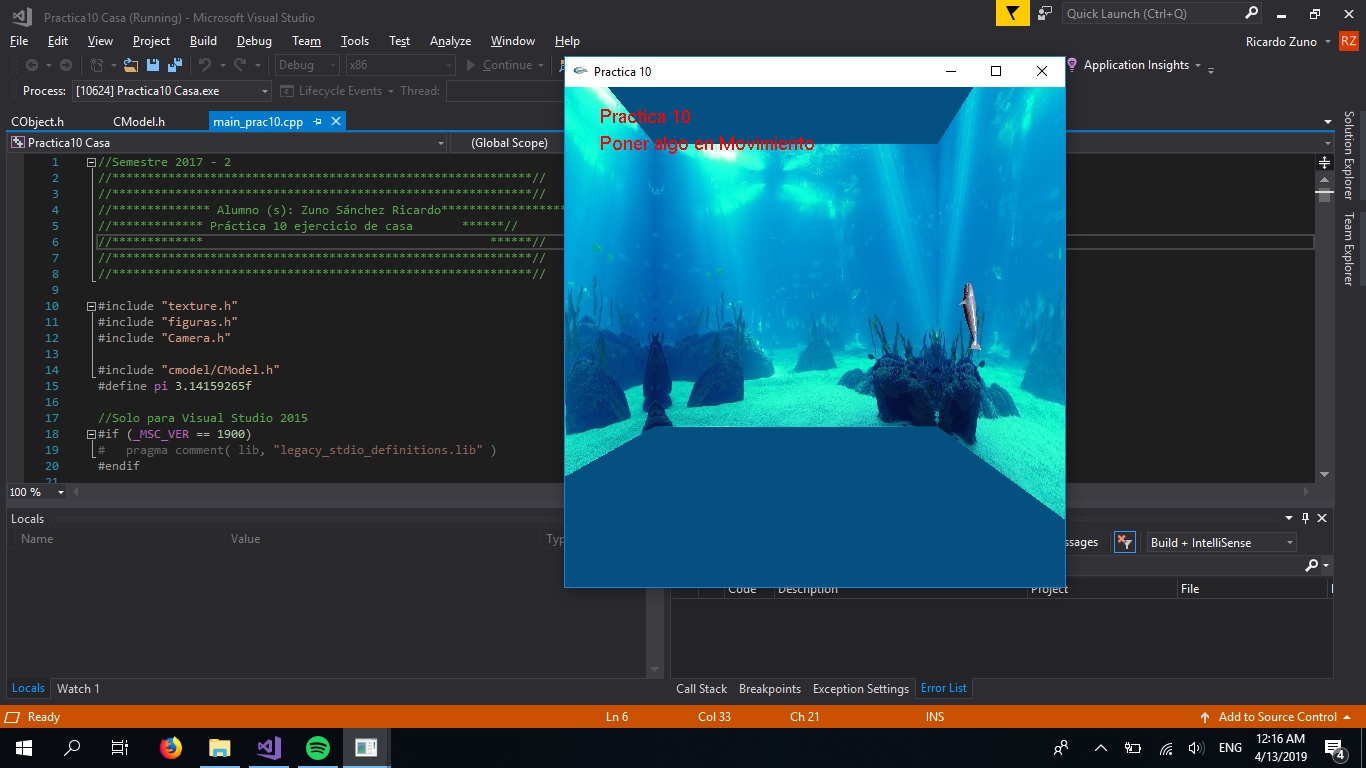 Practica10 Casa (Running) - Microsoft Visual Studio
Quick Launch (Ctrl+Q)
File Edit View Project Build Debug Team Tools Test Analyze Window Help
Ricardo Zuno RZ
Debug x86 Continue
Application Insights
Process: [10624] Practica10 Casa.exe Lifecycle Events Thread:
CObject.h CModel.h main_prac10.cpp
Practica10 Casa (Global Scope)
1 //Semestre 2017 - 2
2 //************************************************************//
3 //************************************************************//
4 //************** Alumno (s): Zuno Sánchez Ricardo******************
5 //************* Práctica 10 ejercicio de casa ******//
6 //************* ******//
7 //************************************************************//
8 //************************************************************//
9
10 #include "texture.h"
11 #include "figuras.h"
12 #include "Camera.h"
13
14 #include "cmodel/CModel.h"
15 #define pi 3.14159265f
16
17 //Solo para Visual Studio 2015
18 #if (_MSC_VER == 1900)
19 # pragma comment( lib, "legacy_stdio_definitions.lib" )
20 #endif
21
100 %
Practica 10
Practica 10
Poner algo en Movimiento
Solution Explorer
Team Explorer
Locals
Name Value Typ
ssages Build + IntelliSense
Code Description Project File
Locals Watch 1
Call Stack Breakpoints Exception Settings Error List
Ready Ln 6 Col 33 Ch 21 INS Add to Source Control
ENG 12:16 AM
4/13/2019
4